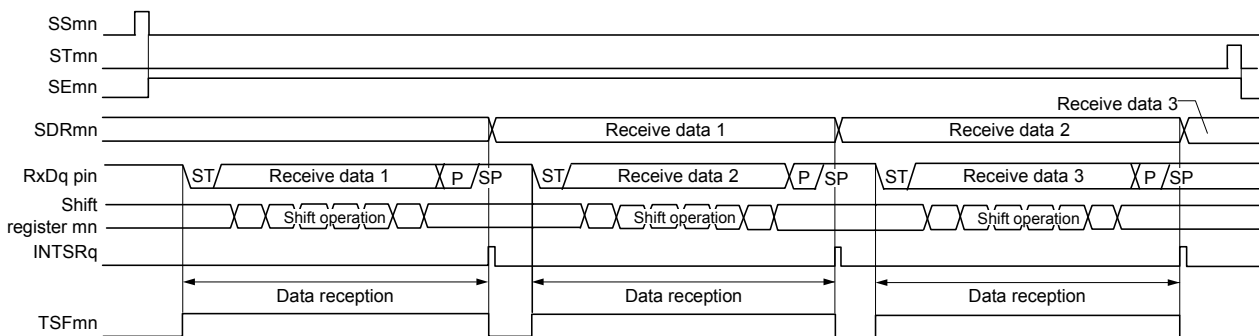 SSmn
STmn
SEmn
Receive data 3
SDRmn Receive data 1 Receive data 2
RxDq pin ST Receive data 1 P SP ST Receive data 2 P SP ST Receive data 3 P SP
Shift
register mn Shift operation Shift operation Shift operation
INTSRq
Data reception Data reception Data reception
TSFmn